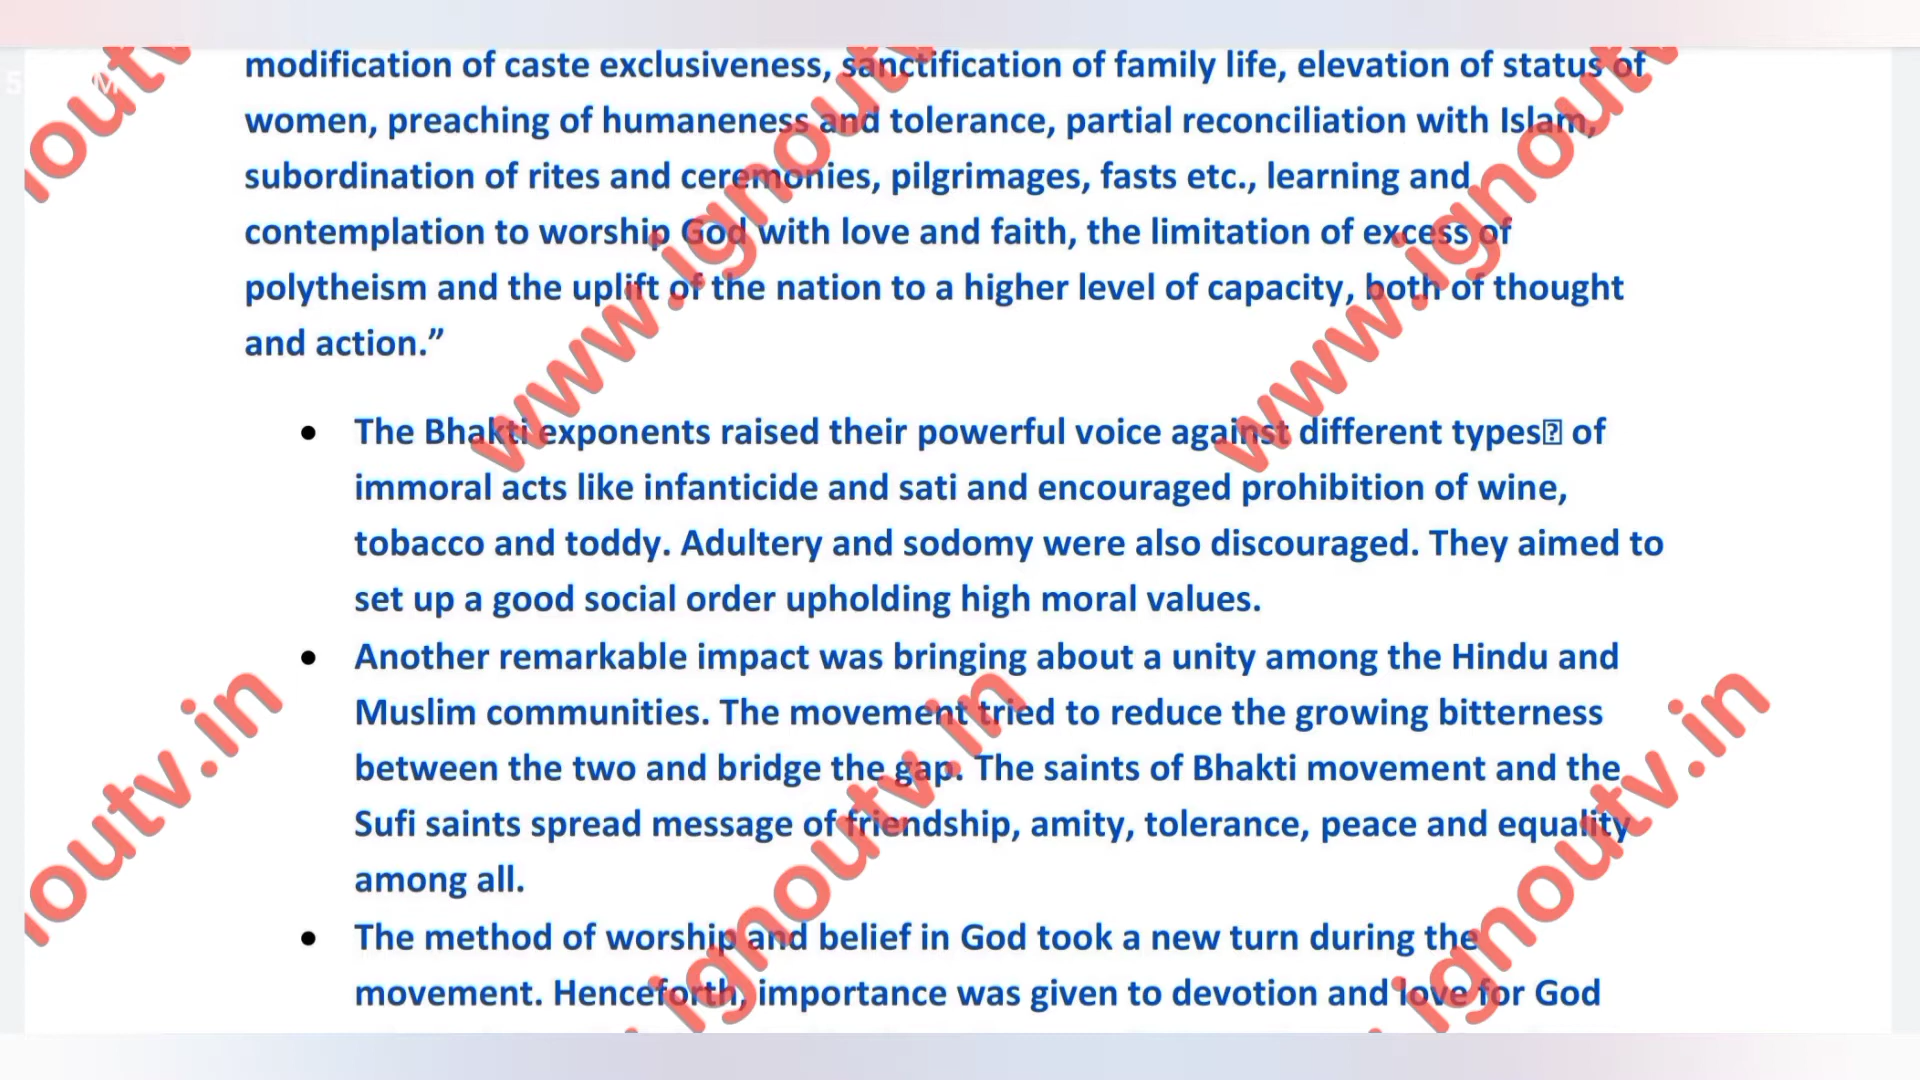 modification of caste exclusiveness, sanctification of family life, elevation of status of
women, preaching of humaneness and tolerance, partial reconciliation with Islam,
subordination of rites and ceremonies, pilgrimages, fasts etc., learning and
contemplation to worship God with love and faith, the limitation of excess of
polytheism and the uplift of the nation to a higher level of capacity, both of thought
and action.”
• The Bhakti exponents raised their powerful voice against different types of
immoral acts like infanticide and sati and encouraged prohibition of wine,
tobacco and toddy. Adultery and sodomy were also discouraged. They aimed to
set up a good social order upholding high moral values.
• Another remarkable impact was bringing about a unity among the Hindu and
Muslim communities. The movement tried to reduce the growing bitterness
between the two and bridge the gap. The saints of Bhakti movement and the
Sufi saints spread message of friendship, amity, tolerance, peace and equality
among all.
• The method of worship and belief in God took a new turn during the
movement. Henceforth, importance was given to devotion and love for God
outv
www.ignoutv
www.ignoutv
noutv.in
ignoutv.in
ignoutv.in